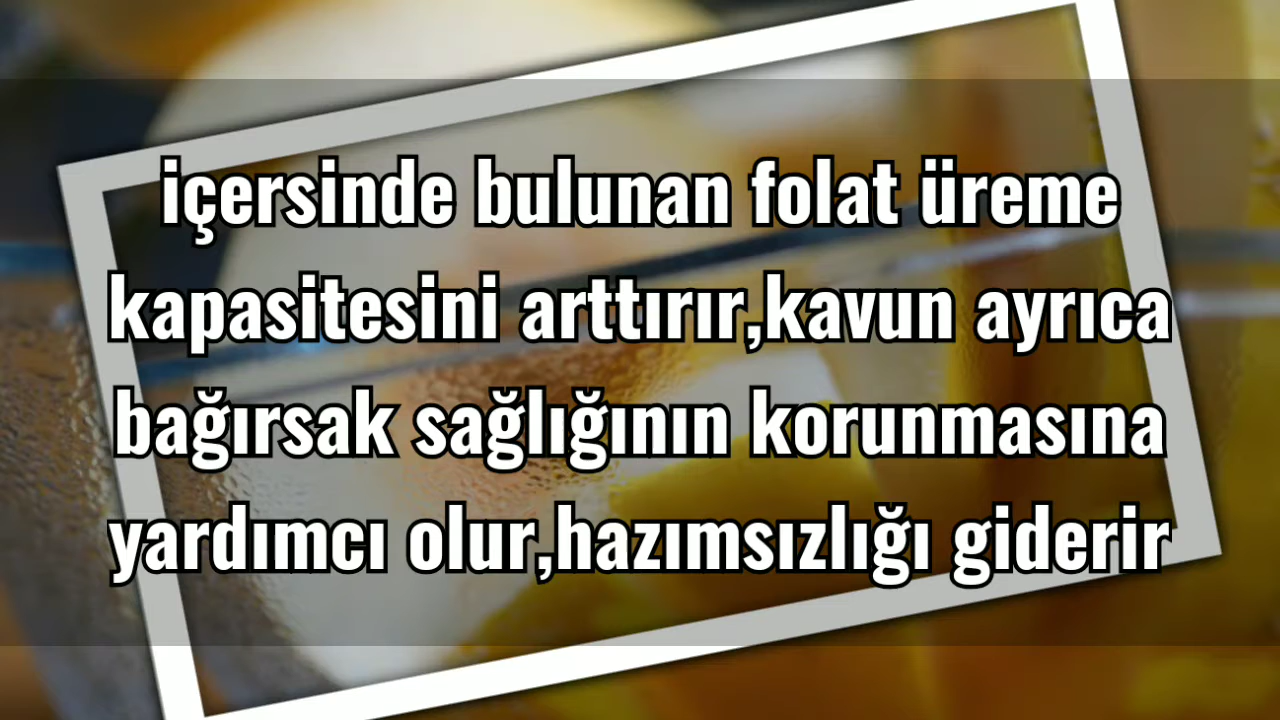 içersinde bulunan folat üreme
kapasitesini arttırır,kavun ayrıca
bağırsak sağlığının korunmasına
yardımcı olur,hazımsızlığı giderir